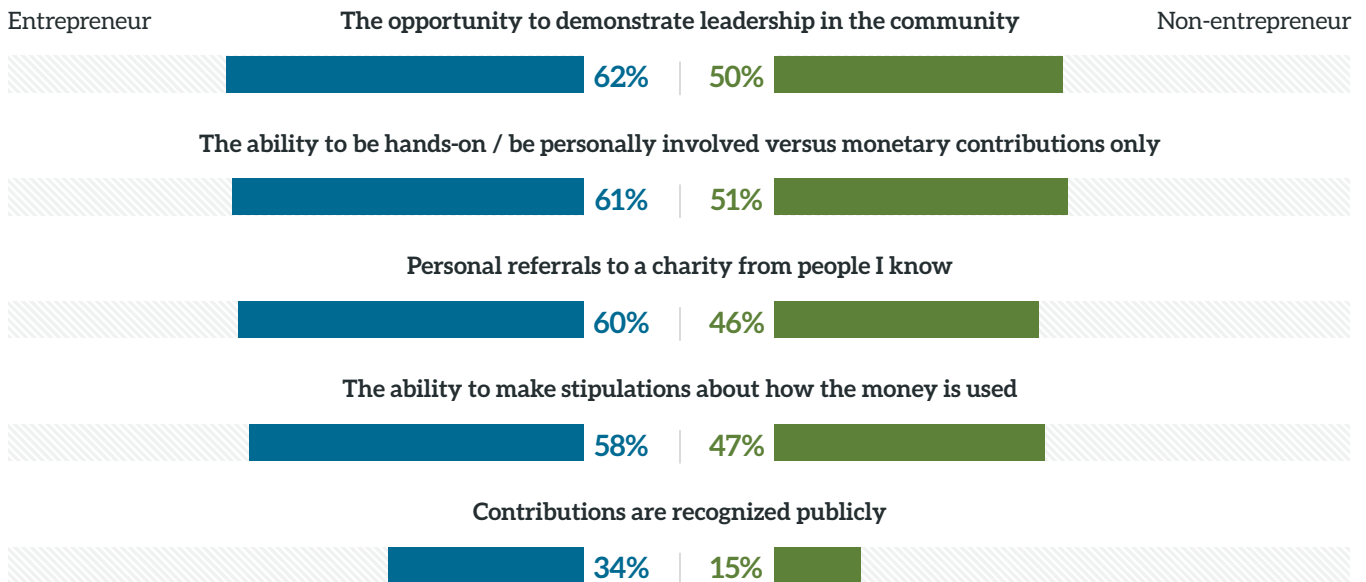 Entrepreneur The opportunity to demonstrate leadership in the community Non-entrepreneur
62% 50%
The ability to be hands-on / be personally involved versus monetary contributions only
61% 51%
Personal referrals to a charity from people I know
60% 46%
The ability to make stipulations about how the money is used
58% 47%
Contributions are recognized publicly
34% 15%